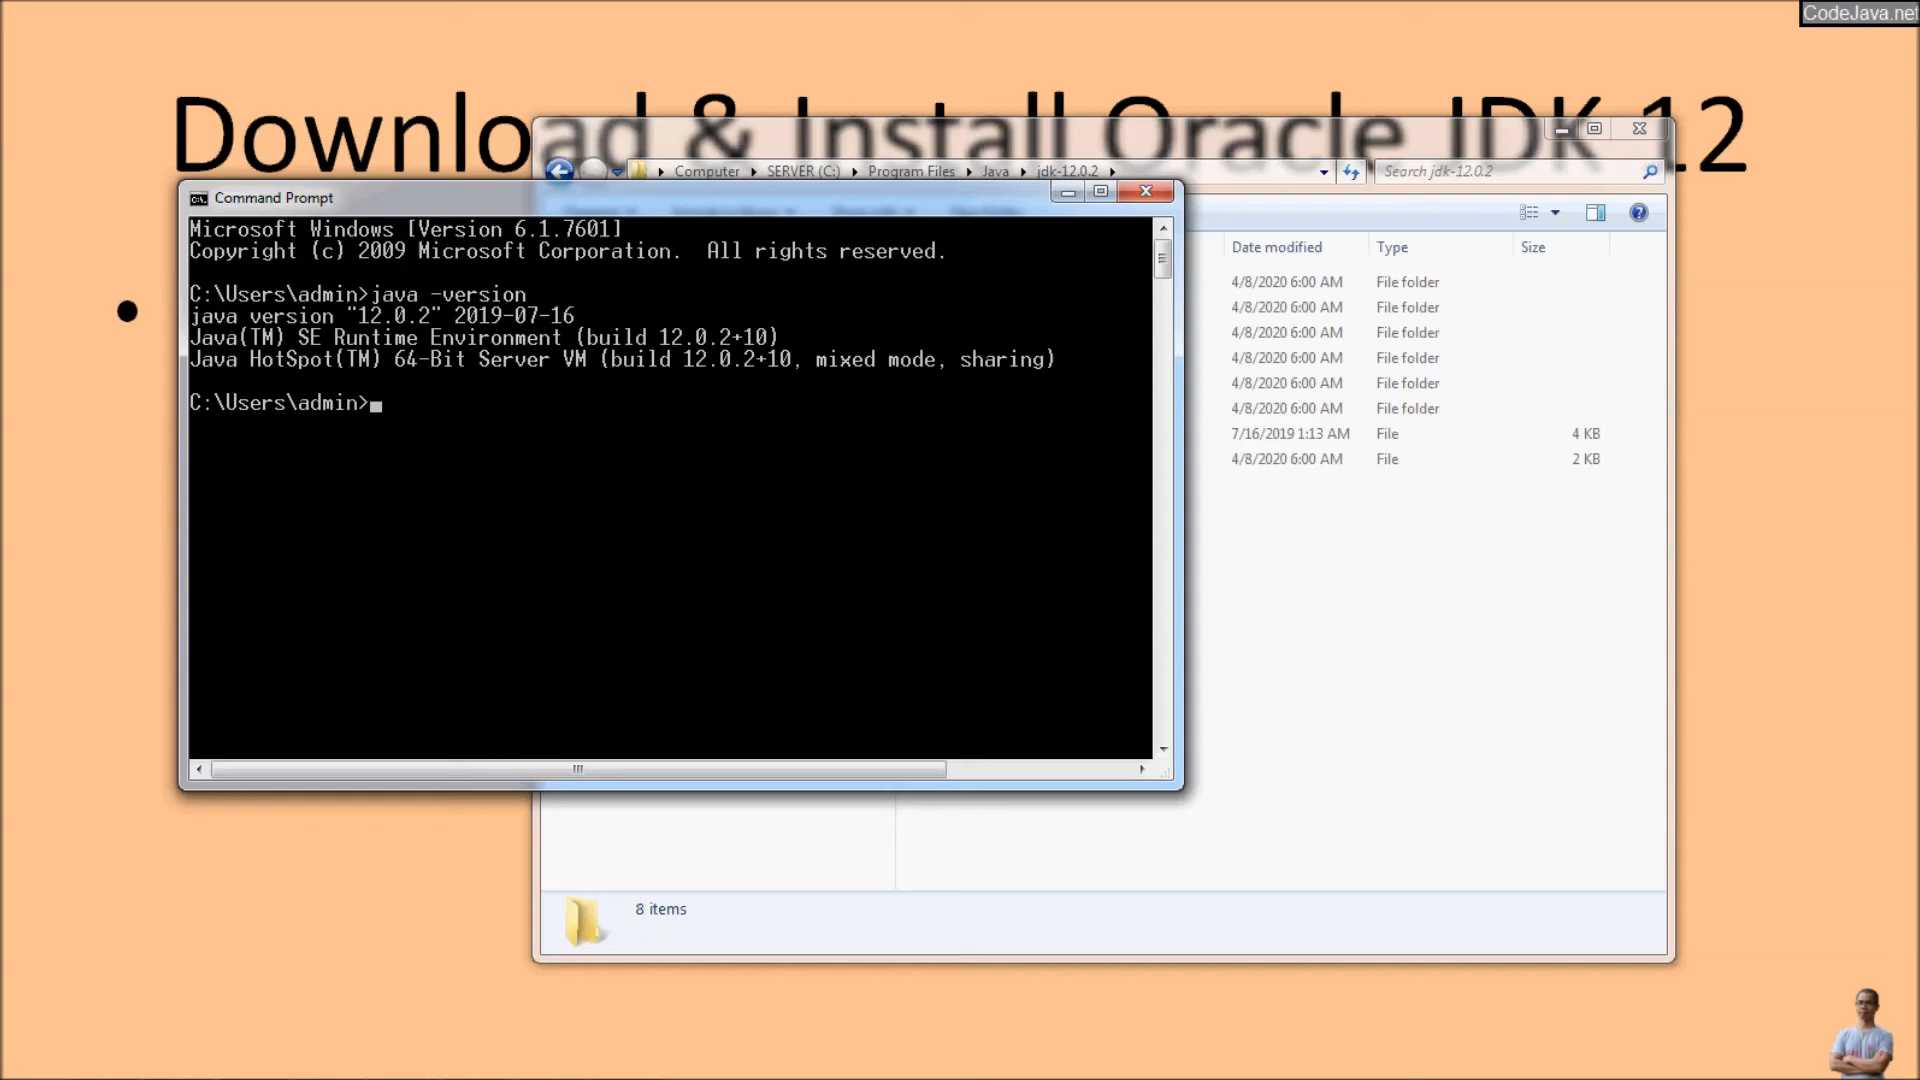 CodeJava.net
Download & Install Oracle JDK 12
Computer SERVER (C:) Program Files Java jdk-12.0.2
Search jdk-12.0.2
Command Prompt
Microsoft Windows [Version 6.1.7601]
Copyright (c) 2009 Microsoft Corporation.  All rights reserved.
C:\Users\admin>java -version
java version "12.0.2" 2019-07-16
Java(TM) SE Runtime Environment (build 12.0.2+10)
Java HotSpot(TM) 64-Bit Server VM (build 12.0.2+10, mixed mode, sharing)
C:\Users\admin>
Date modified Type Size
4/8/2020 6:00 AM File folder
4/8/2020 6:00 AM File folder
4/8/2020 6:00 AM File folder
4/8/2020 6:00 AM File folder
4/8/2020 6:00 AM File folder
4/8/2020 6:00 AM File folder
7/16/2019 1:13 AM File 4 KB
4/8/2020 6:00 AM File 2 KB
8 items